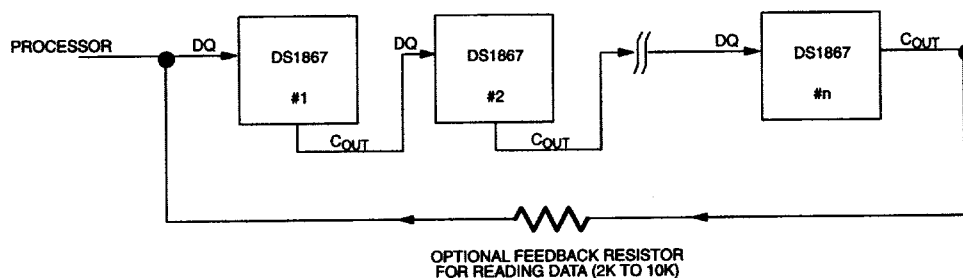 PROCESSOR
DQ
DS1867
#1
COUT
DQ
DS1867
#2
COUT
DQ
DS1867
#n
COUT
OPTIONAL FEEDBACK RESISTOR
FOR READING DATA (2K TO 10K)